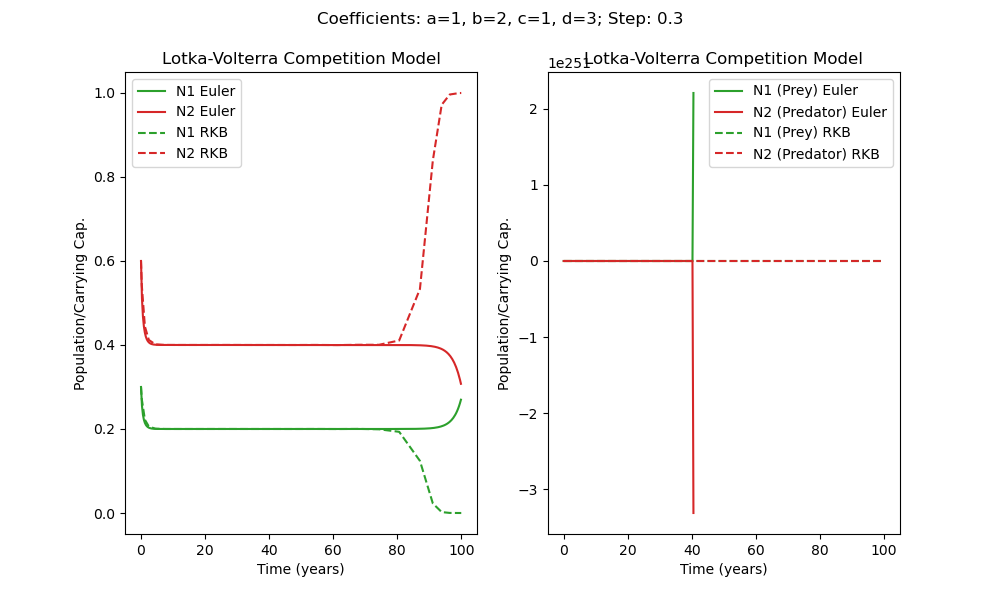 Coefficients: a=1, b=2, c=1, d=3; Step: 0.3
Lotka-Volterra Competition Model
N1 Euler
N2 Euler
N1 RKB
N2 RKB
1.0
0.8
0.6
0.4
0.2
0.0
Population/Carrying Cap.
0 20 40 60 80 100
Time (years)
1e251
Lotka-Volterra Competition Model
N1 (Prey) Euler
N2 (Predator) Euler
N1 (Prey) RKB
N2 (Predator) RKB
2
1
0
−1
−2
−3
Population/Carrying Cap.
0 20 40 60 80 100
Time (years)